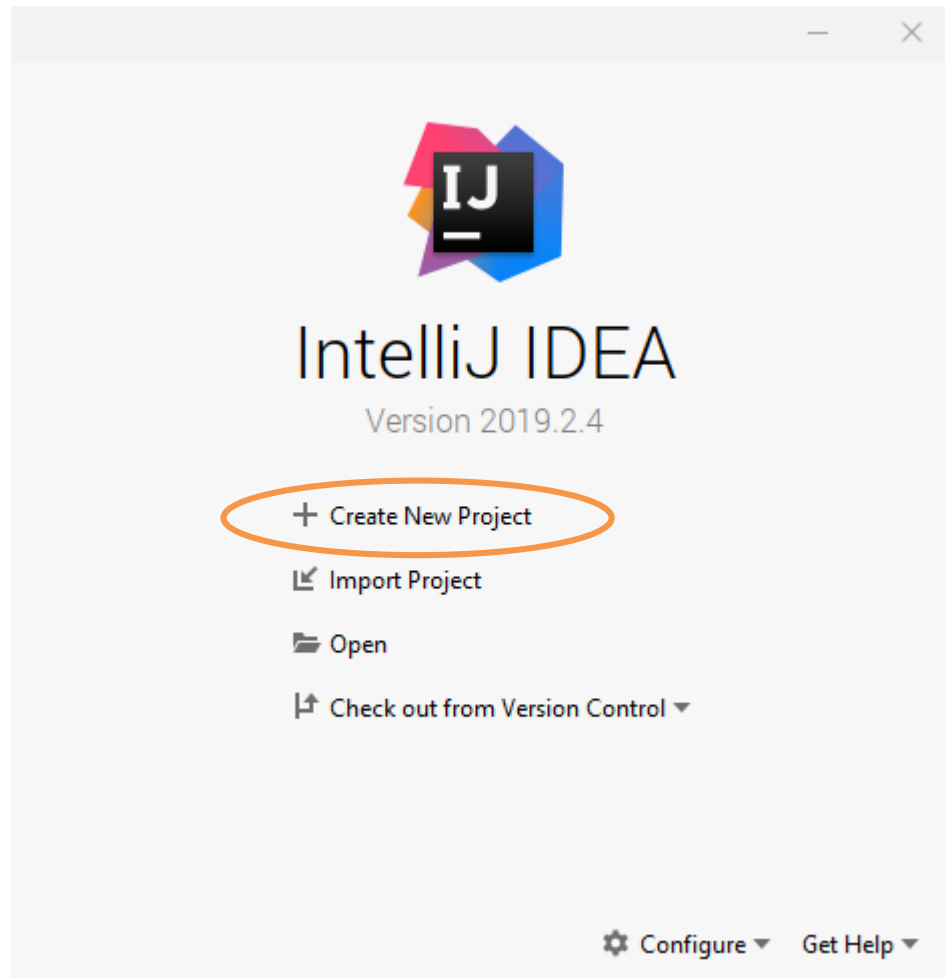 IJ
IntelliJ IDEA
Version 2019.2.4
Create New Project
Import Project
Open
Check out from Version Control
Configure Get Help